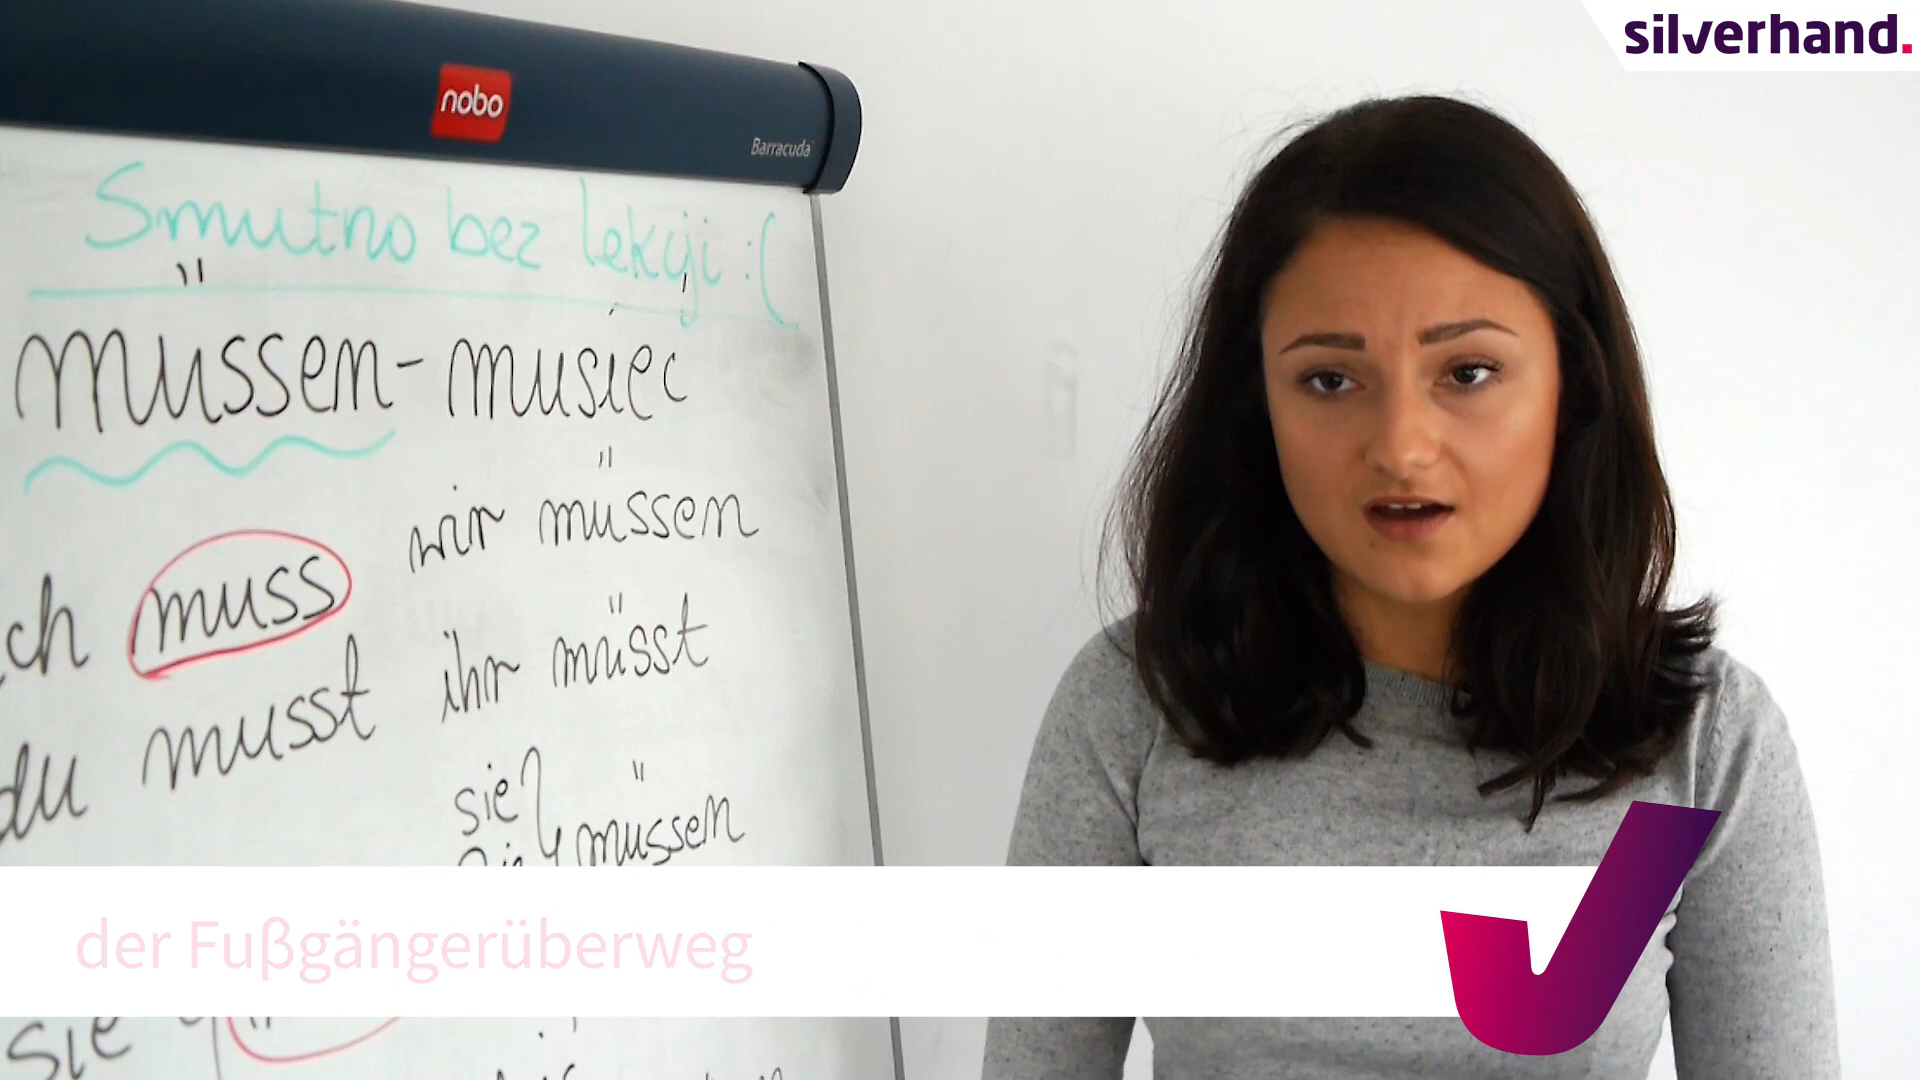 silverhand.
nobo
Barracuda
Smutno bez lekcji :(
müssen - musieć
ich muss
wir müssen
du musst
ihr müsst
sie
müssen
der Fußgängerüberweg
sie